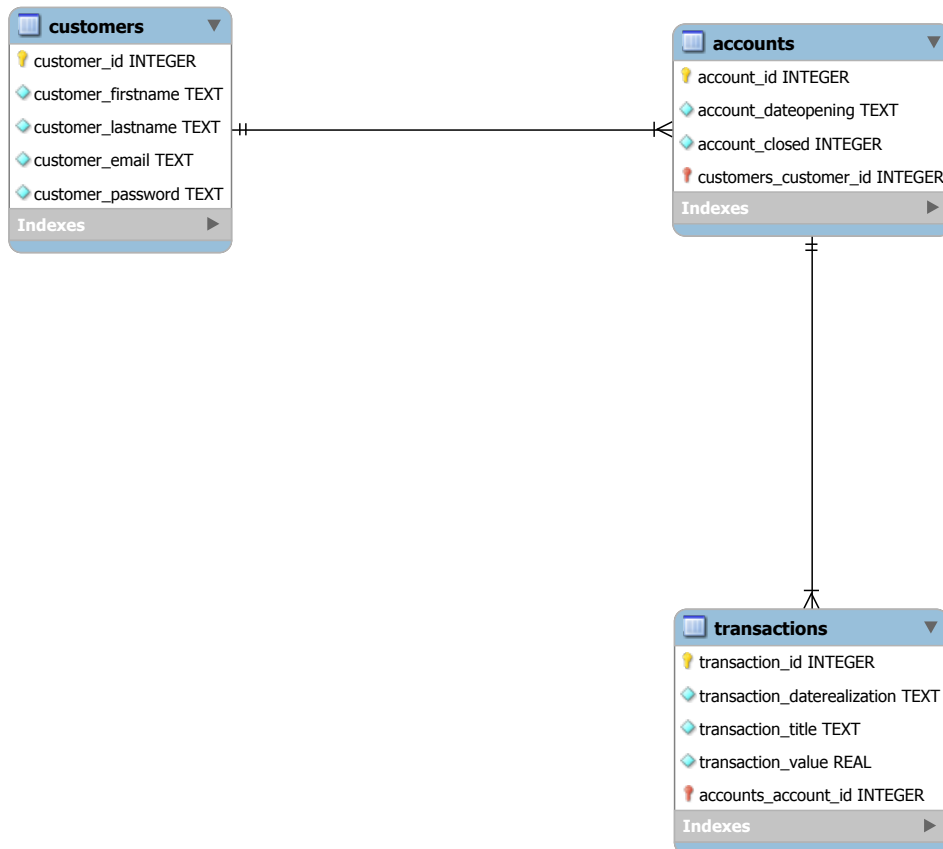 customers
customer_id INTEGER
customer_firstname TEXT
customer_lastname TEXT
customer_email TEXT
customer_password TEXT
Indexes
accounts
account_id INTEGER
account_dateopening TEXT
account_closed INTEGER
customers_customer_id INTEGER
Indexes
transactions
transaction_id INTEGER
transaction_daterealization TEXT
transaction_title TEXT
transaction_value REAL
accounts_account_id INTEGER
Indexes